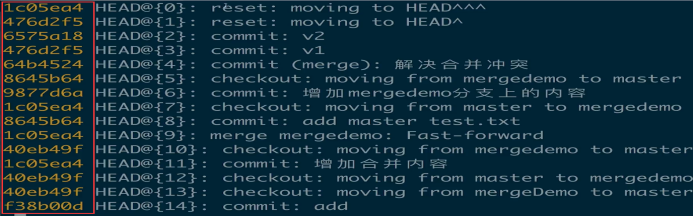 1c05ea4 HEAD@{0}: reset: moving to HEAD^^^
476d2f5 HEAD@{1}: reset: moving to HEAD^
6575a18 HEAD@{2}: commit: v2
476d2f5 HEAD@{3}: commit: v1
64b4524 HEAD@{4}: commit (merge): 解决合并冲突
8645b64 HEAD@{5}: checkout: moving from mergedemo to master
9877d6a HEAD@{6}: commit: 增加mergedemo分支上的内容
1c05ea4 HEAD@{7}: checkout: moving from master to mergedemo
8645b64 HEAD@{8}: commit: add master test.txt
1c05ea4 HEAD@{9}: merge mergedemo: Fast-forward
40eb49f HEAD@{10}: checkout: moving from mergedemo to master
1c05ea4 HEAD@{11}: commit: 增加合并内容
40eb49f HEAD@{12}: checkout: moving from master to mergedemo
40eb49f HEAD@{13}: checkout: moving from mergeDemo to master
f38b00d HEAD@{14}: commit: add